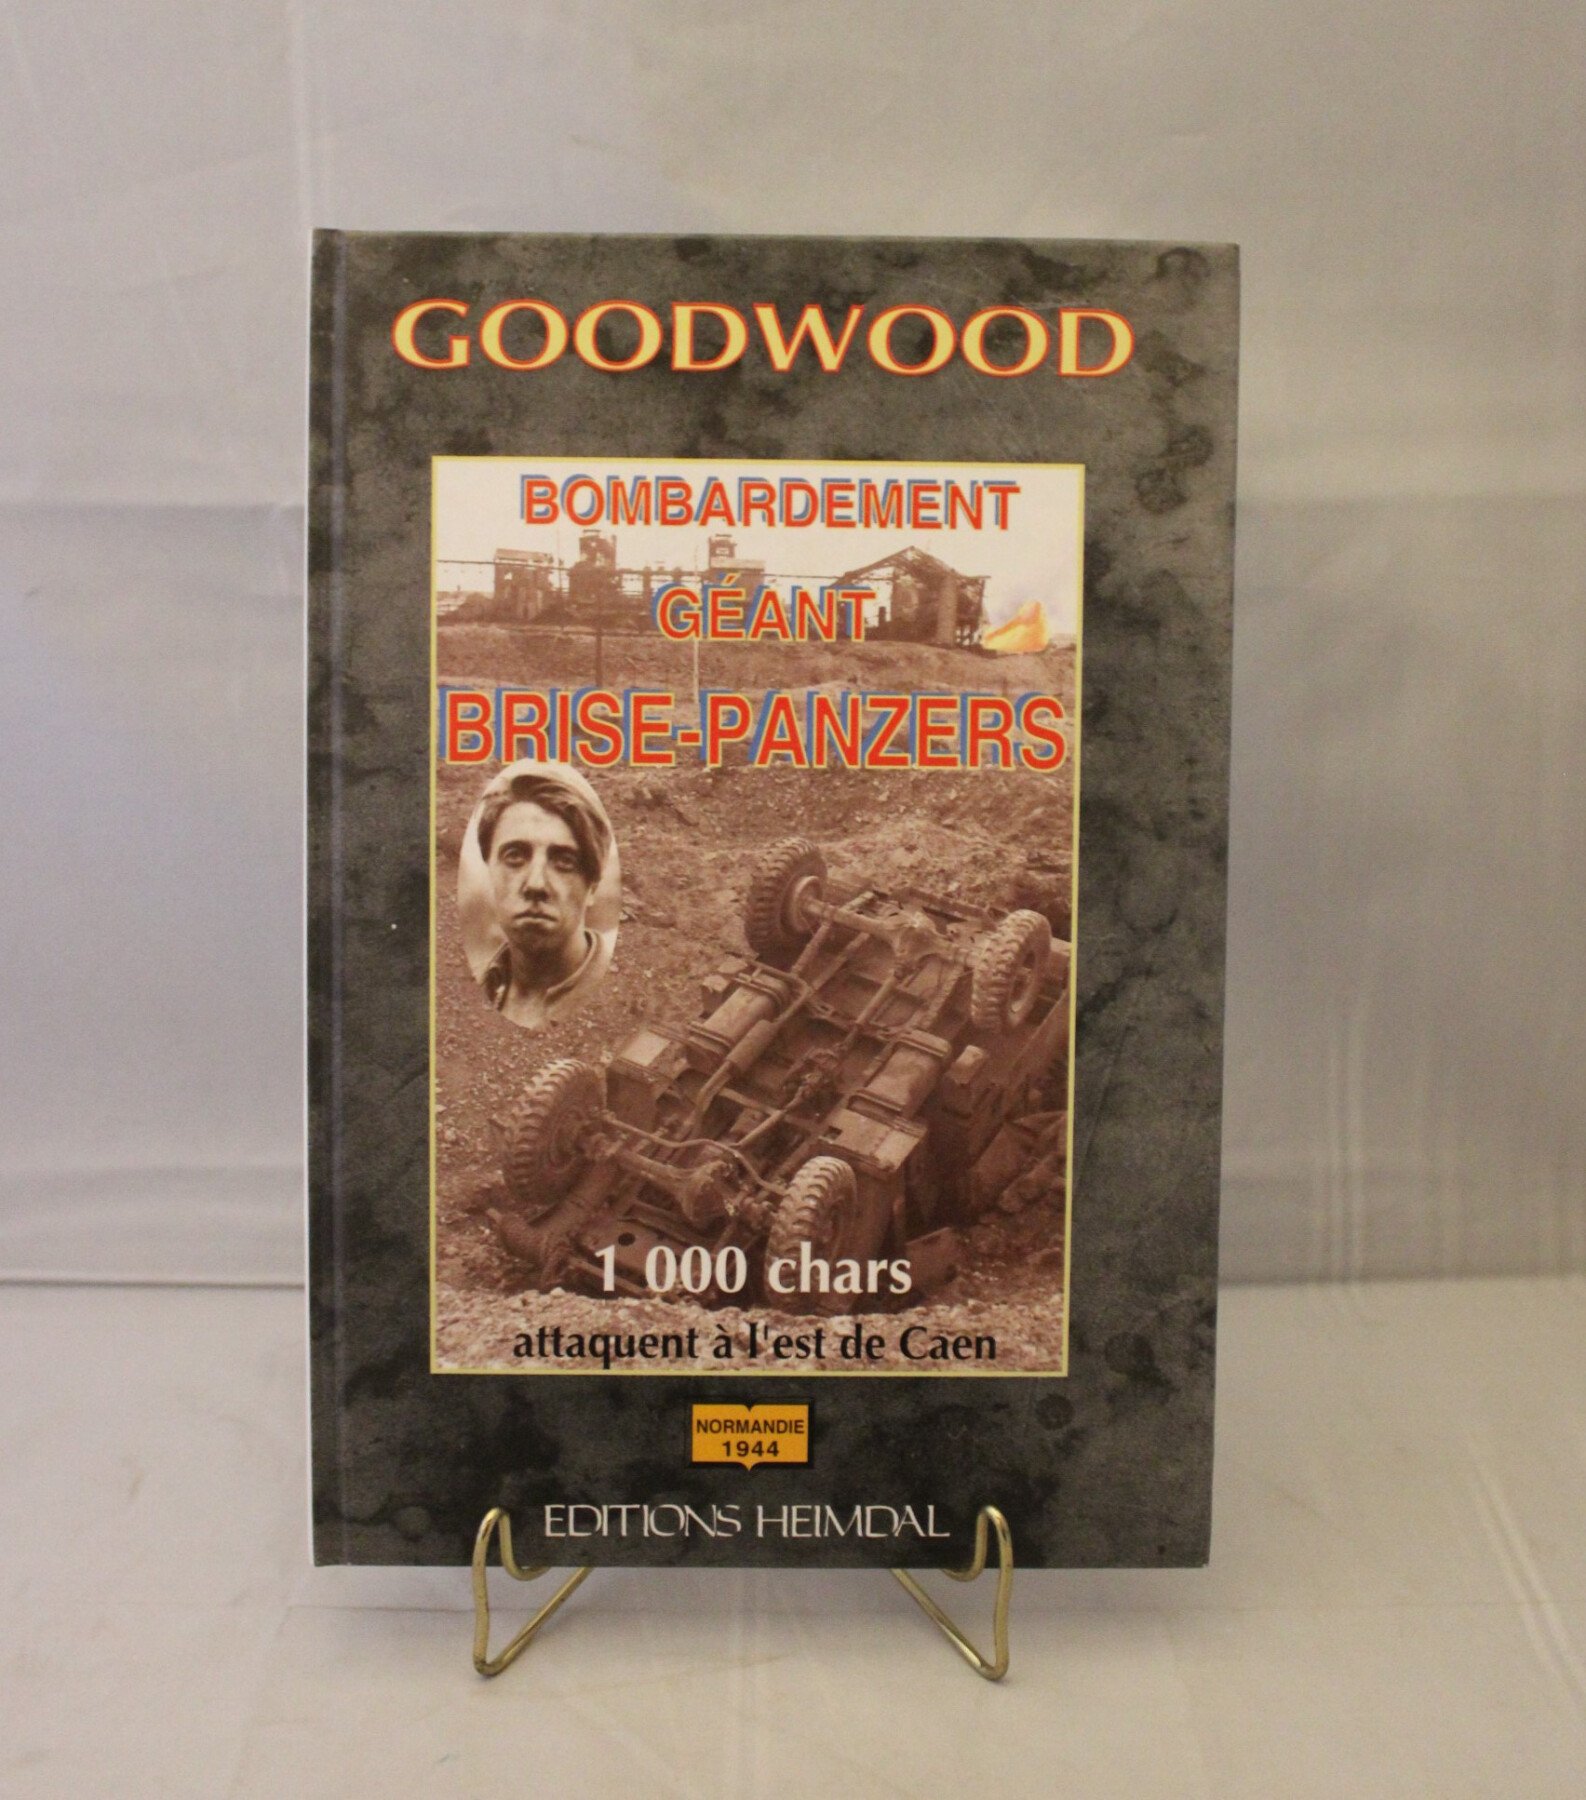 GOODWOOD
BOMBARDEMENT
GÉANT
BRISE-PANZERS
1 000 chars
attaquent à l'est de Caen
NORMANDIE
1944
EDITIONS HEIMDAL